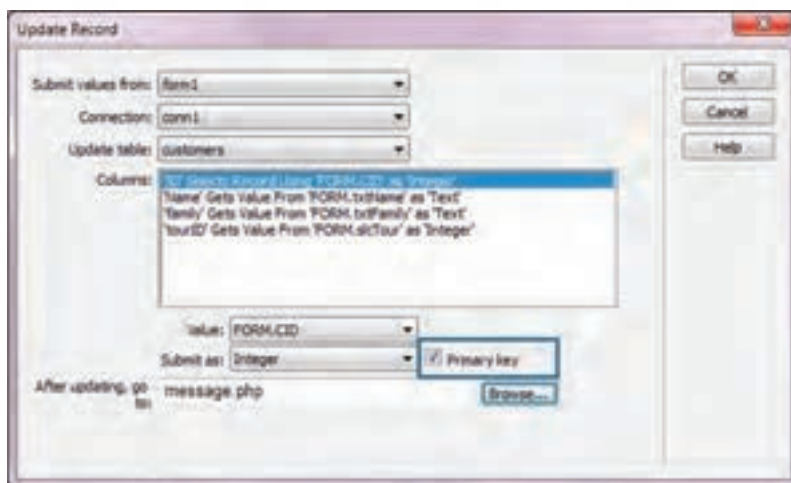 Update Record
Submit values from: form1
OK
Connection: conn1
Cancel
Update table: customers
Help
Columns: 'ID' Selects Record Using 'FORM.CID' as 'Integer'
'Name' Gets Value From 'FORM.txtName' as 'Text'
'family' Gets Value From 'FORM.txtFamily' as 'Text'
'tourID' Gets Value From 'FORM.slctTour' as 'Integer'
Value: FORM.CID
Submit as: Integer
Primary key
After updating, go to: message.php
Browse...